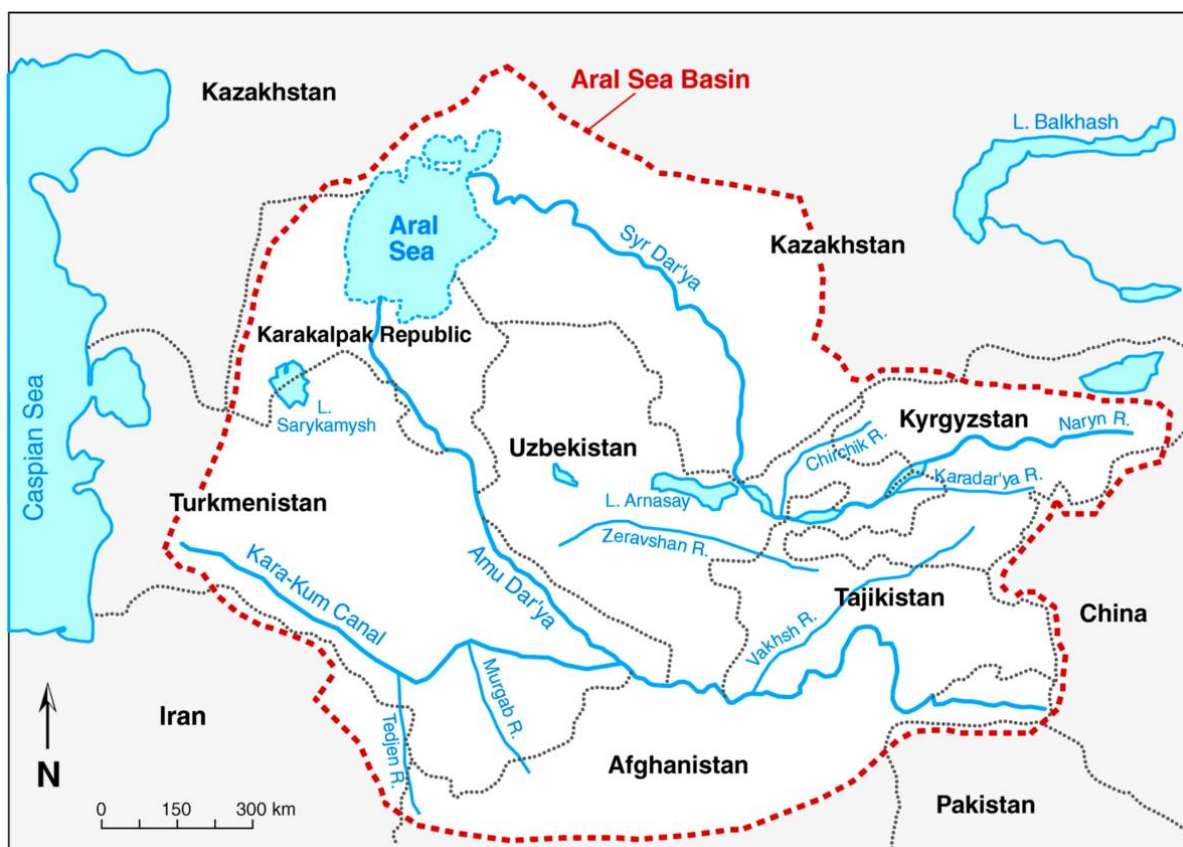 Kazakhstan
Aral Sea Basin
L. Balkhash
Aral
Sea
Syr Dar'ya
Kazakhstan
Karakalpak Republic
Caspian Sea
L.
Sarykamysh
Uzbekistan
Kyrgyzstan
Naryn R.
Chirchik R.
Karadar'ya R.
L. Arnasay
Turkmenistan
Zeravshan R.
Kara-Kum Canal
Amu Dar'ya
Tajikistan
China
Vakhsh R.
Murgab R.
Iran
Tedjen R.
Afghanistan
N
Pakistan
0 150 300 km